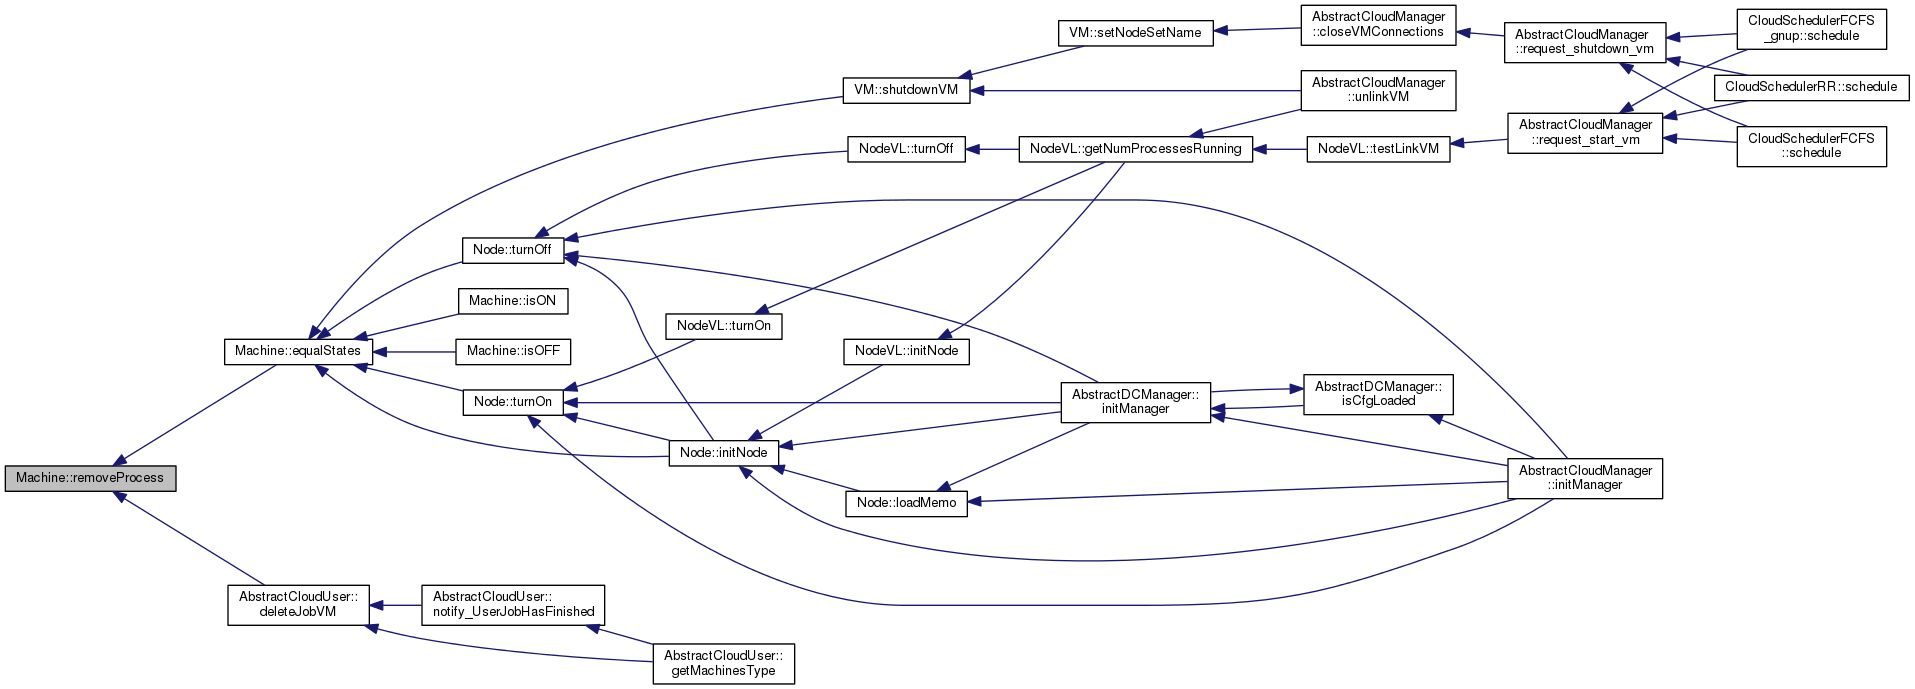 AbstractCloudManager
::closeVMConnections
CloudSchedulerFCFS
_gnup::schedule
VM::setNodeSetName
AbstractCloudManager
::request_shutdown_vm
AbstractCloudManager
::unlinkVM
CloudSchedulerRR::schedule
VM::shutdownVM
AbstractCloudManager
::request_start_vm
CloudSchedulerFCFS
::schedule
NodeVL::turnOff
NodeVL::getNumProcessesRunning
NodeVL::testLinkVM
Node::turnOff
Machine::isON
NodeVL::turnOn
Machine::equalStates
Machine::isOFF
NodeVL::initNode
Node::turnOn
AbstractDCManager::
initManager
AbstractDCManager::
isCfgLoaded
Node::initNode
Machine::removeProcess
AbstractCloudManager
::initManager
Node::loadMemo
AbstractCloudUser::
deleteJobVM
AbstractCloudUser::
notify_UserJobHasFinished
AbstractCloudUser::
getMachinesType